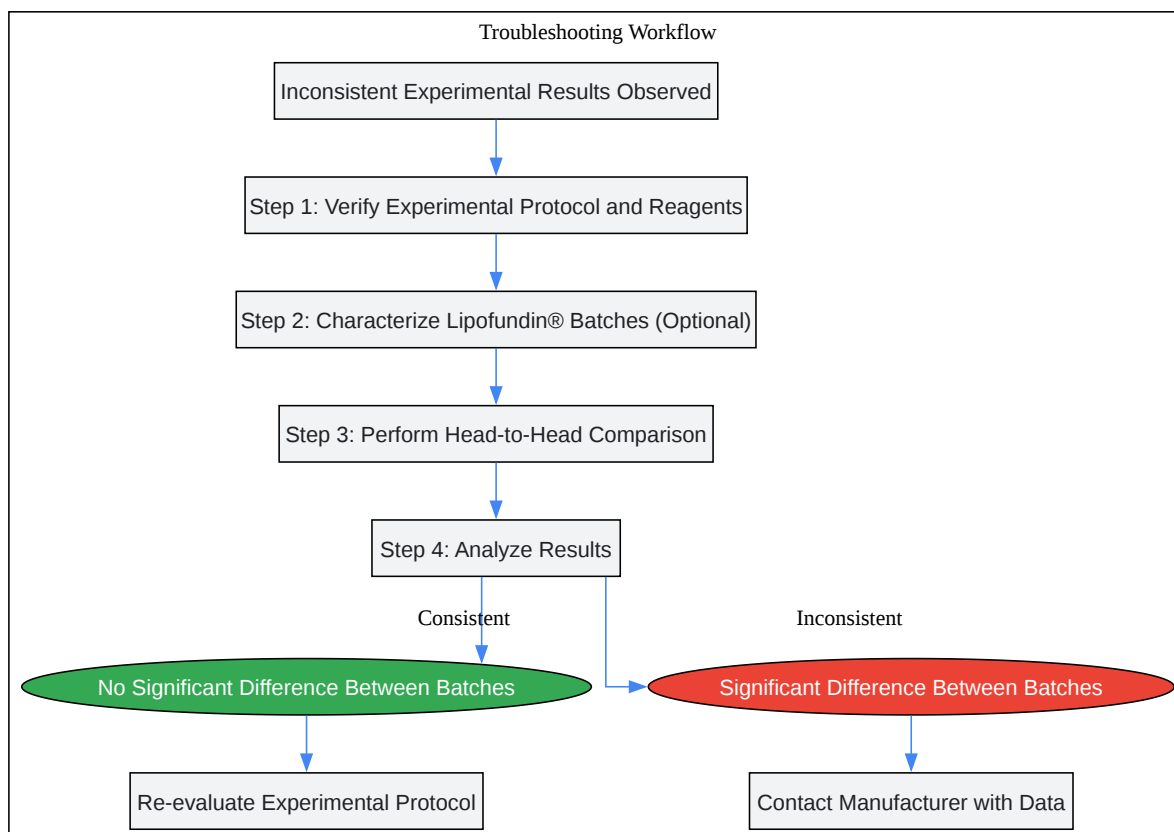 Troubleshooting Workflow
Inconsistent Experimental Results Observed
Step 1: Verify Experimental Protocol and Reagents
Step 2: Characterize Lipofundin® Batches (Optional)
Step 3: Perform Head-to-Head Comparison
Step 4: Analyze Results
Consistent
Inconsistent
No Significant Difference Between Batches
Significant Difference Between Batches
Re-evaluate Experimental Protocol
Contact Manufacturer with Data